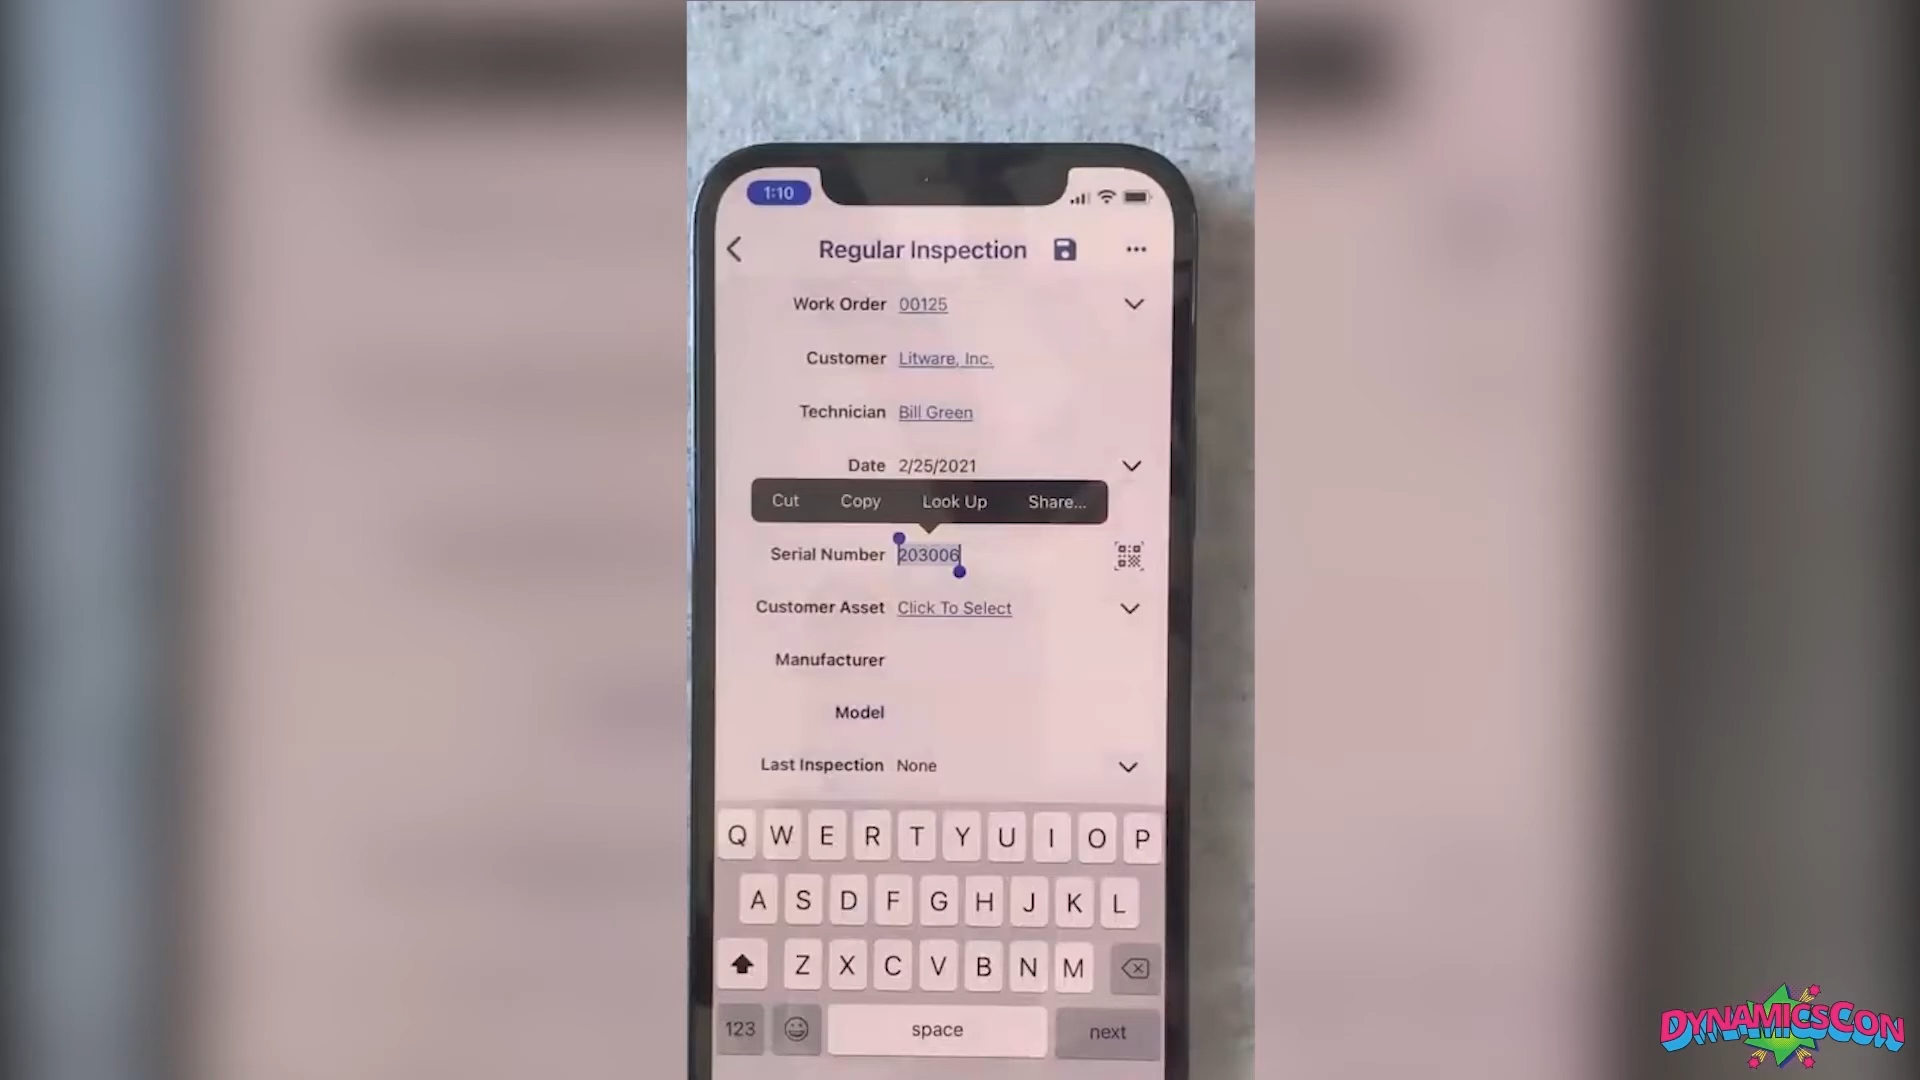 1:10
Regular Inspection
Work Order 00125
Customer Litware, Inc.
Technician Bill Green
Date 2/25/2021
Cut Copy Look Up Share...
Serial Number 203006
Customer Asset Click To Select
Manufacturer
Model
Last Inspection None
Q W E R T Y U I O P
A S D F G H J K L
Z X C V B N M
123 space next
DYNAMICSCON